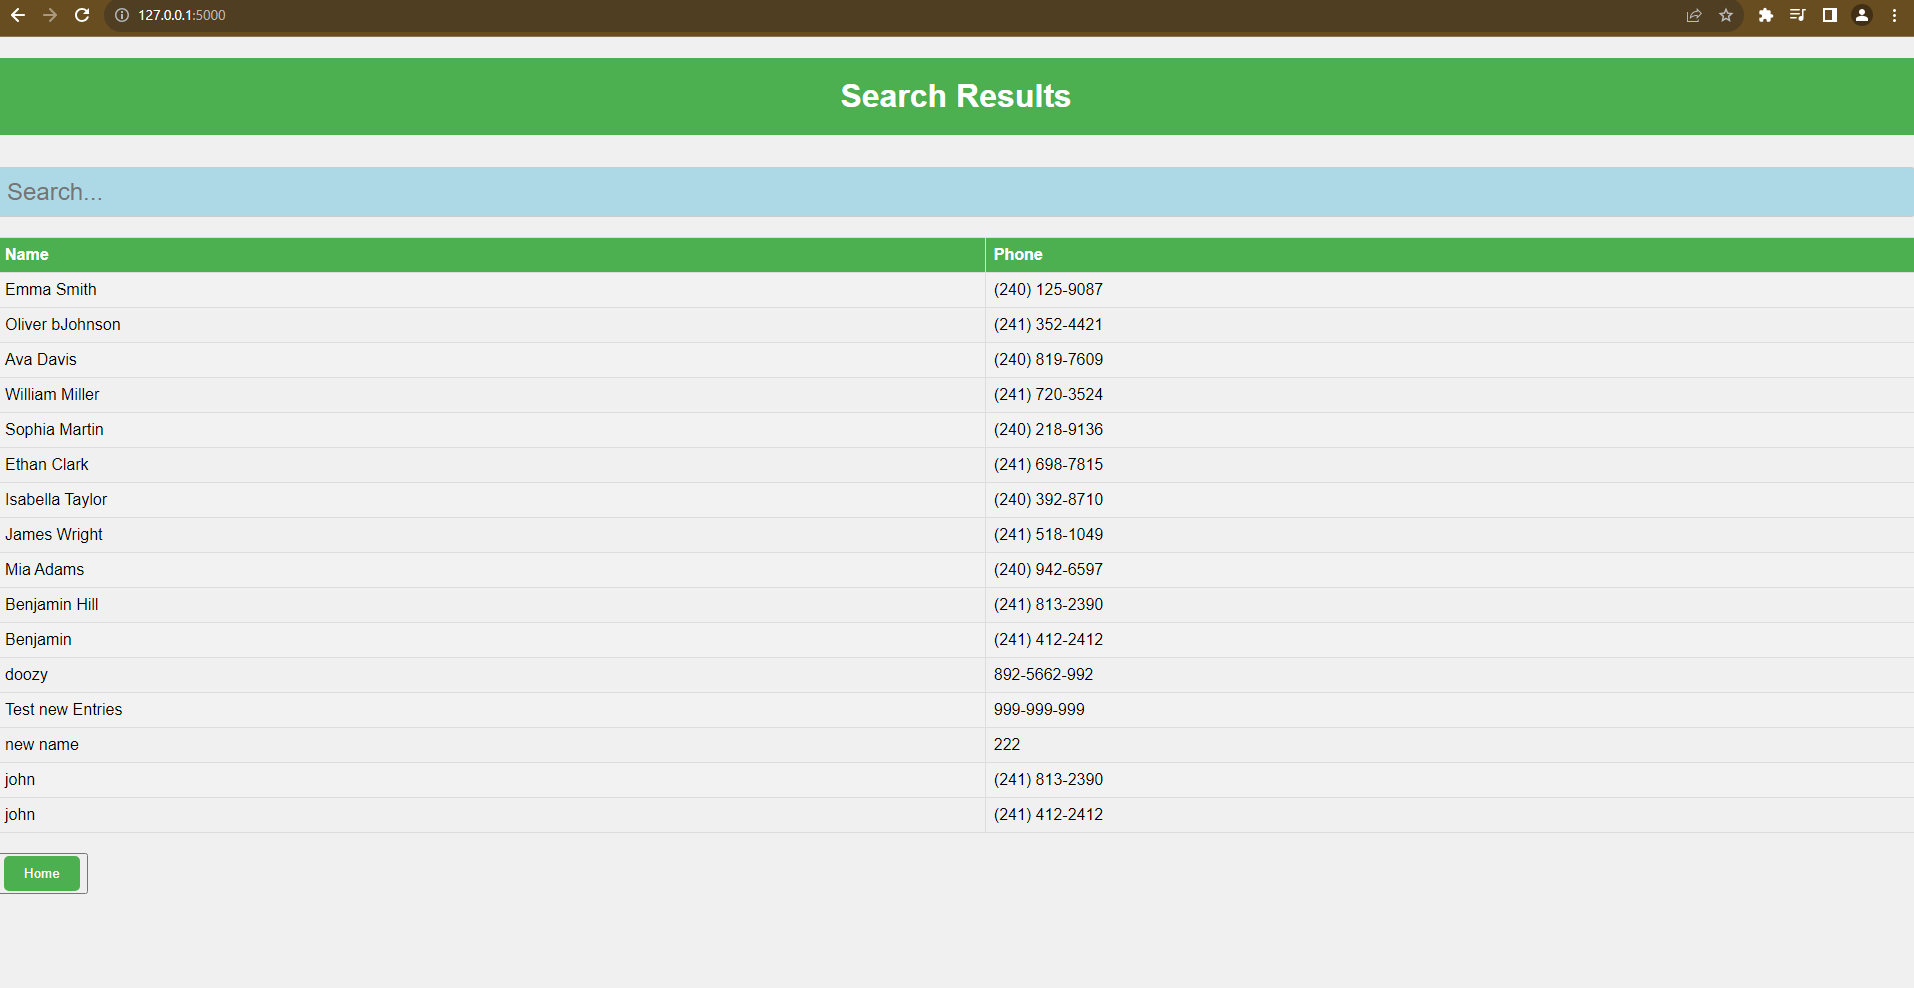 127.0.0.1:5000
Search Results
Search...
Name Phone
Emma Smith (240) 125-9087
Oliver bJohnson (241) 352-4421
Ava Davis (240) 819-7609
William Miller (241) 720-3524
Sophia Martin (240) 218-9136
Ethan Clark (241) 698-7815
Isabella Taylor (240) 392-8710
James Wright (241) 518-1049
Mia Adams (240) 942-6597
Benjamin Hill (241) 813-2390
Benjamin (241) 412-2412
doozy 892-5662-992
Test new Entries 999-999-999
new name 222
john (241) 813-2390
john (241) 412-2412
Home